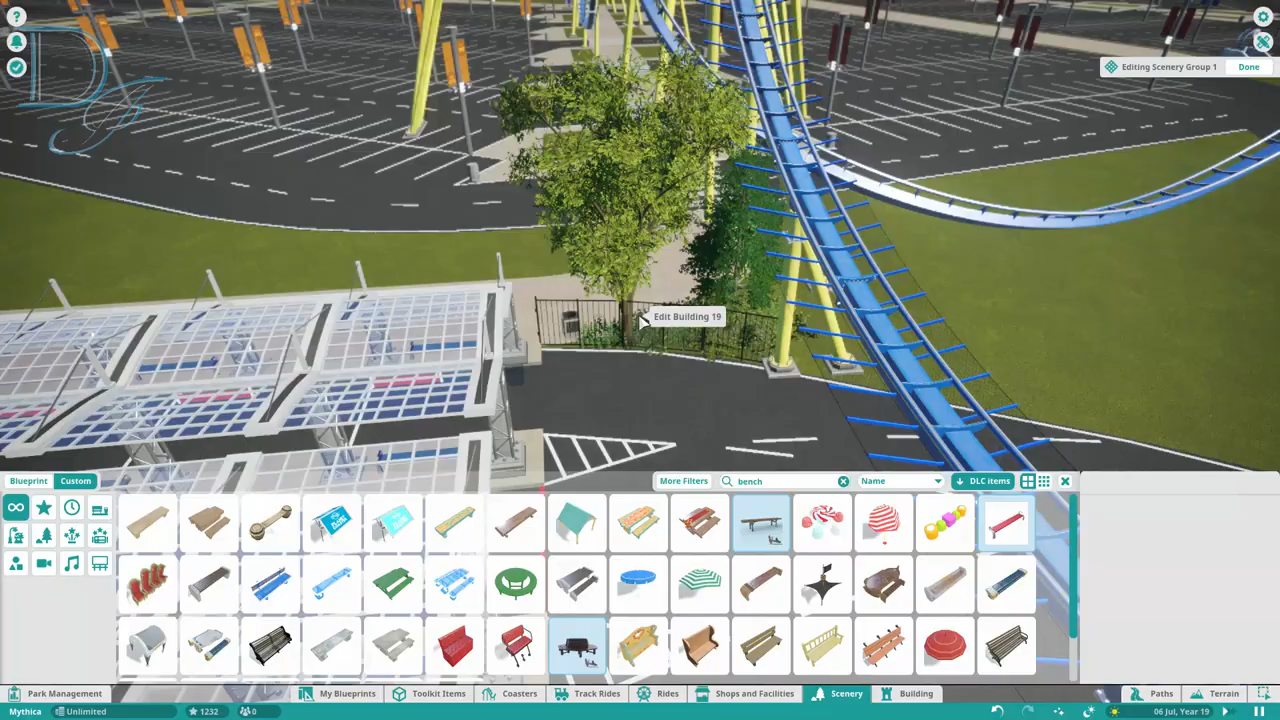 ?
Editing Scenery Group 1 Done
Edit Building 19
Blueprint Custom
More Filters bench Name DLC items
Park Management My Blueprints Toolkit Items Coasters Track Rides Rides Shops and Facilities Scenery Building Paths Terrain
Mythica Unlimited 1232 0 06 Jul, Year 19